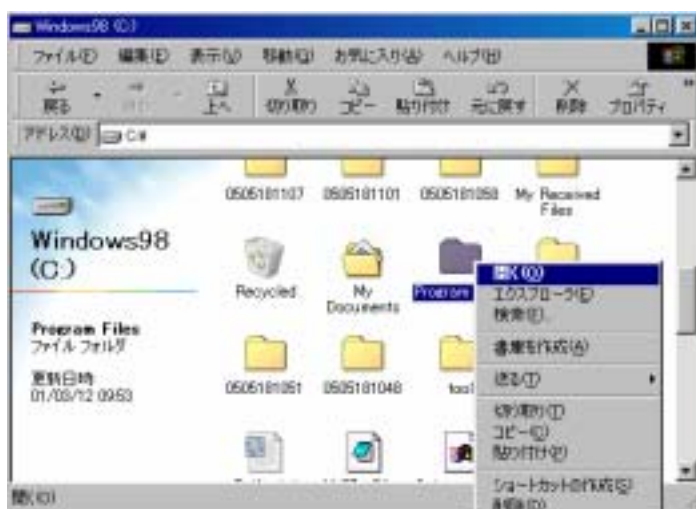 Windows98 (C:)
ファイル(F) 編集(E) 表示(V) 移動(G) お気に入り(A) ヘルプ(H)
戻る 上へ 切り取り コピー 貼り付け 元に戻す 削除 プロパティ
アドレス(D) C:¥
0505181107 0505181101 0505181058 My Received Files
Windows98 (C:)
Recycled My Documents Program
Program Files
ファイル フォルダ
更新日時
01/03/12 09:53
0505181051 0505181048 tool
開く(O)
エクスプローラ(E)
検索(F)...
書庫を作成(A)
送る(T)
切り取り(T)
コピー(C)
貼り付け(P)
ショートカットの作成(S)
削除(D)
開く(O)